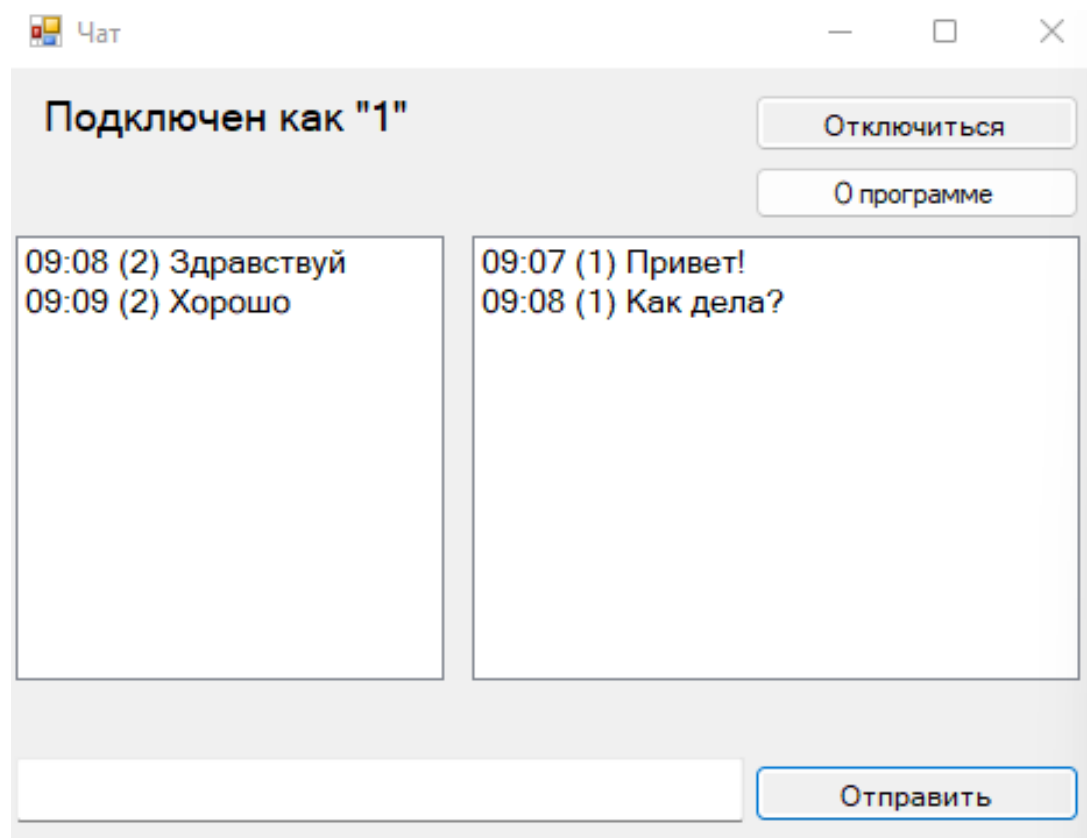 Чат
Подключен как "1"
Отключиться
О программе
09:08 (2) Здравствуй
09:09 (2) Хорошо
09:07 (1) Привет!
09:08 (1) Как дела?
Отправить